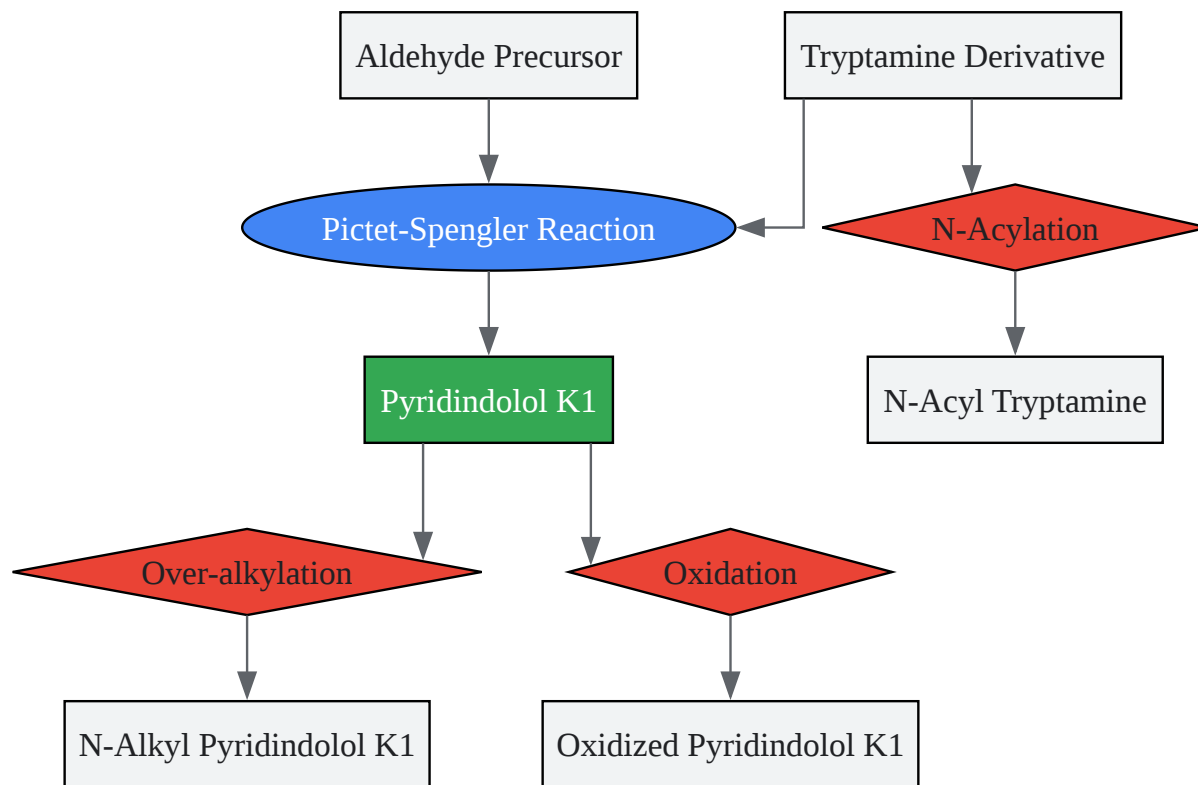 Aldehyde Precursor
Tryptamine Derivative
Pictet-Spengler Reaction
N-Acylation
Pyridindolol K1
N-Acyl Tryptamine
Over-alkylation
Oxidation
N-Alkyl Pyridindolol K1
Oxidized Pyridindolol K1